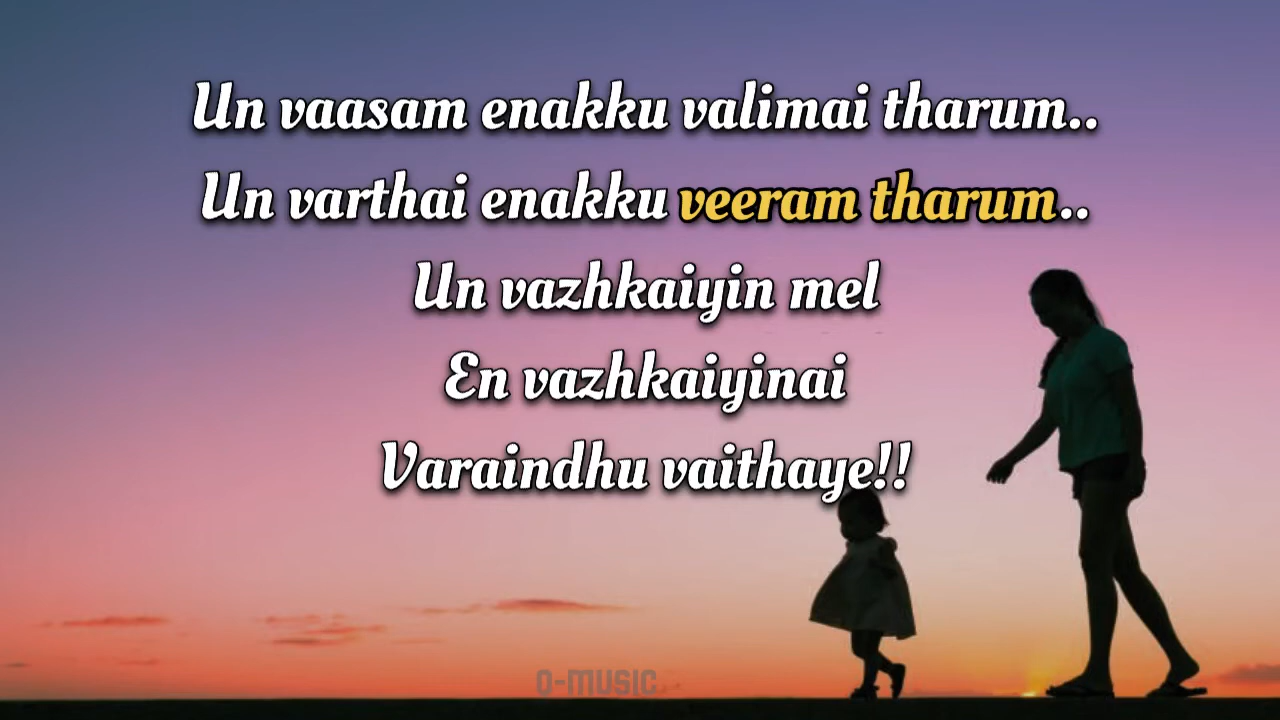 Un vaasam enakku valimai tharum..
Un varthai enakku veeram tharum..
Un vazhkaiyin mel
En vazhkaiyinai
Varaindhu vaithaye!!
O-MUSIC